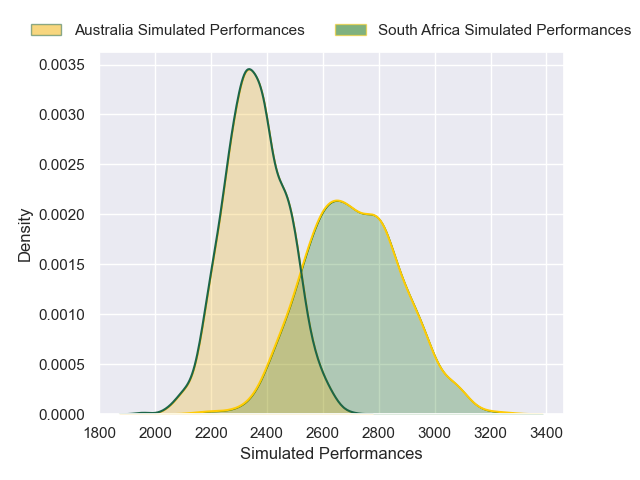 Australia Simulated Performances South Africa Simulated Performances
0.0035
0.0030
0.0025
0.0020
0.0015
0.0010
0.0005
0.0000
Density
1800 2000 2200 2400 2600 2800 3000 3200 3400
Simulated Performances